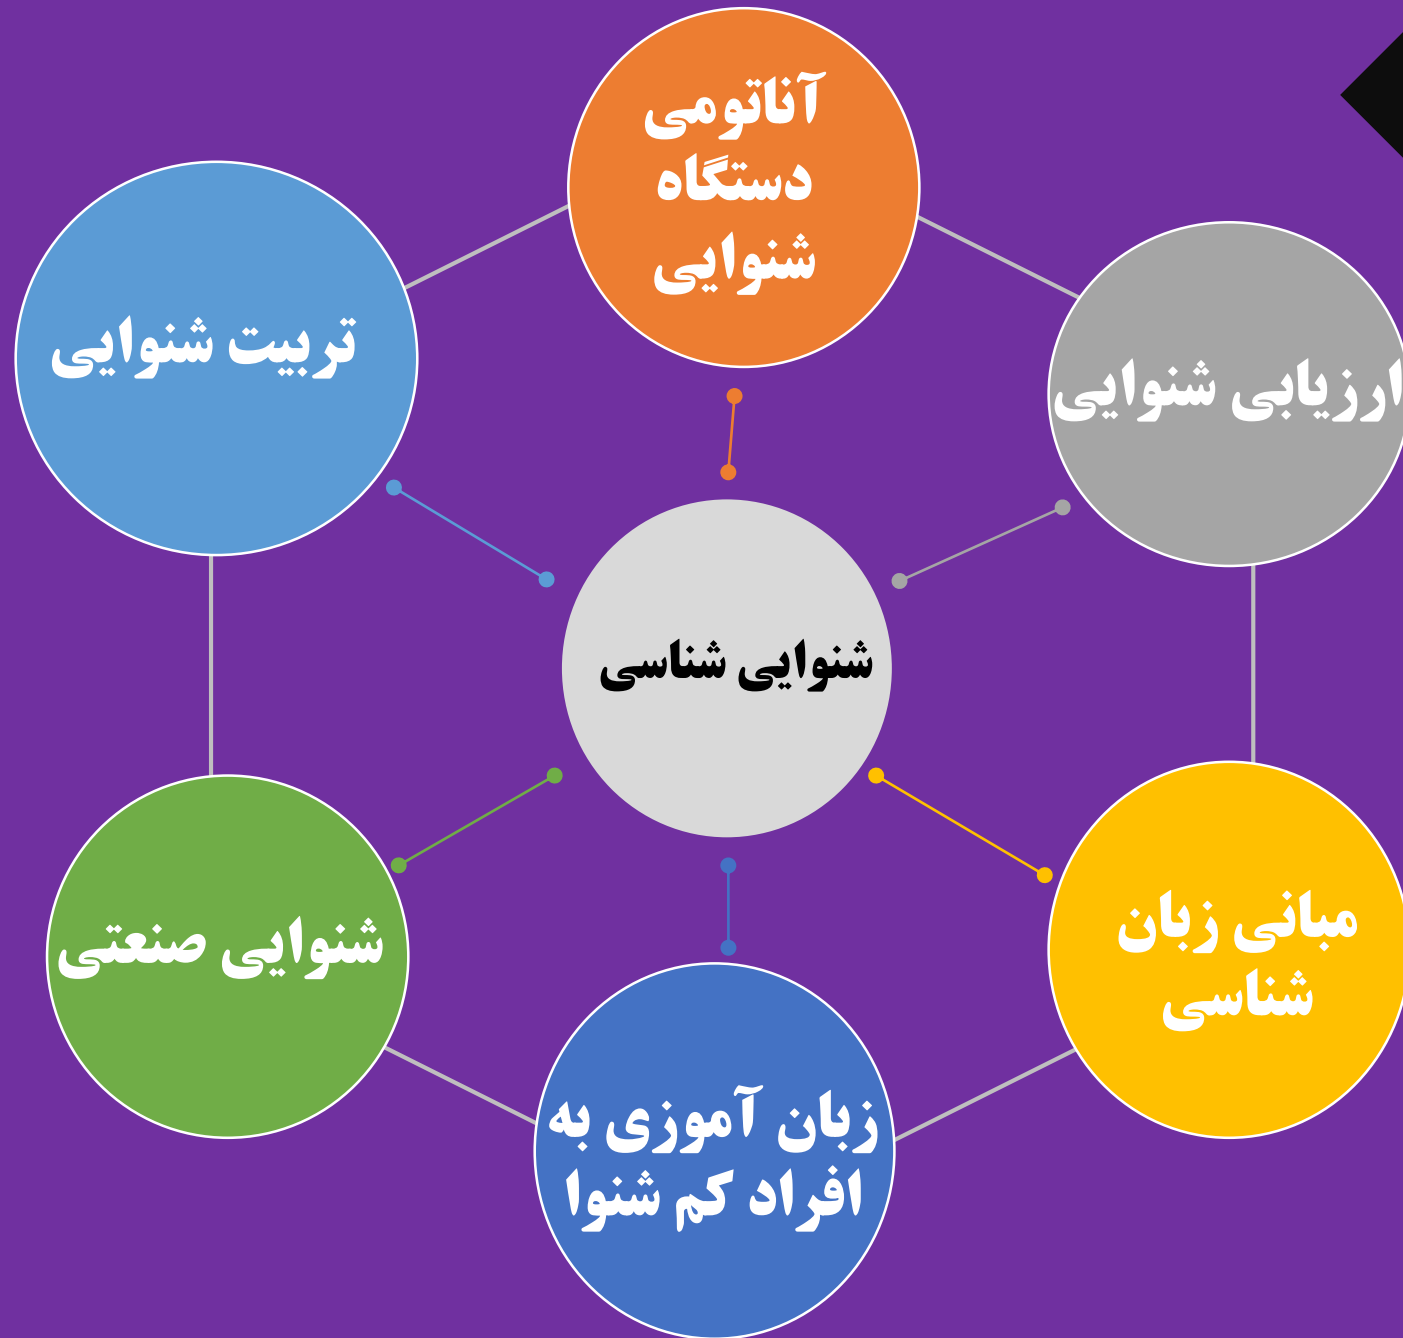 آناتومی
دستگاه
شنوایی
ارزیابی شنوایی
تربیت شنوایی
شنوایی شناسی
مبانی زبان
شناسی
شنوایی صنعتی
زبان آموزی به
افراد کم شنوا